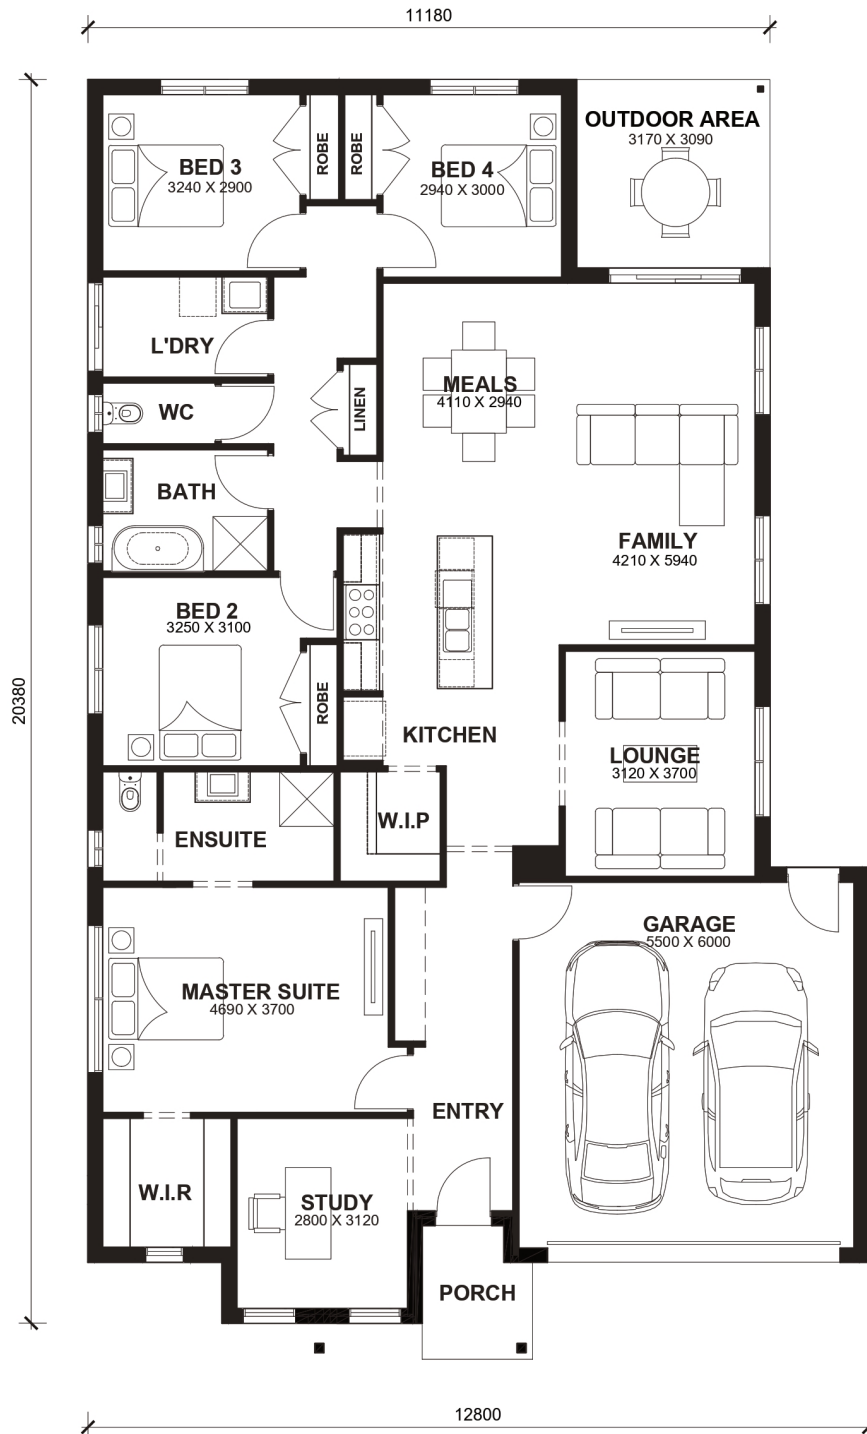 11180
OUTDOOR AREA
3170 X 3090
BED 3
3240 X 2900
ROBE
ROBE
BED 4
2940 X 3000
L'DRY
MEALS
4110 X 2940
WC
LINEN
BATH
FAMILY
4210 X 5940
BED 2
3250 X 3100
ROBE
20380
KITCHEN
LOUNGE
3120 X 3700
W.I.P
ENSUITE
GARAGE
5500 X 6000
MASTER SUITE
4690 X 3700
ENTRY
W.I.R
STUDY
2800 X 3120
PORCH
12800